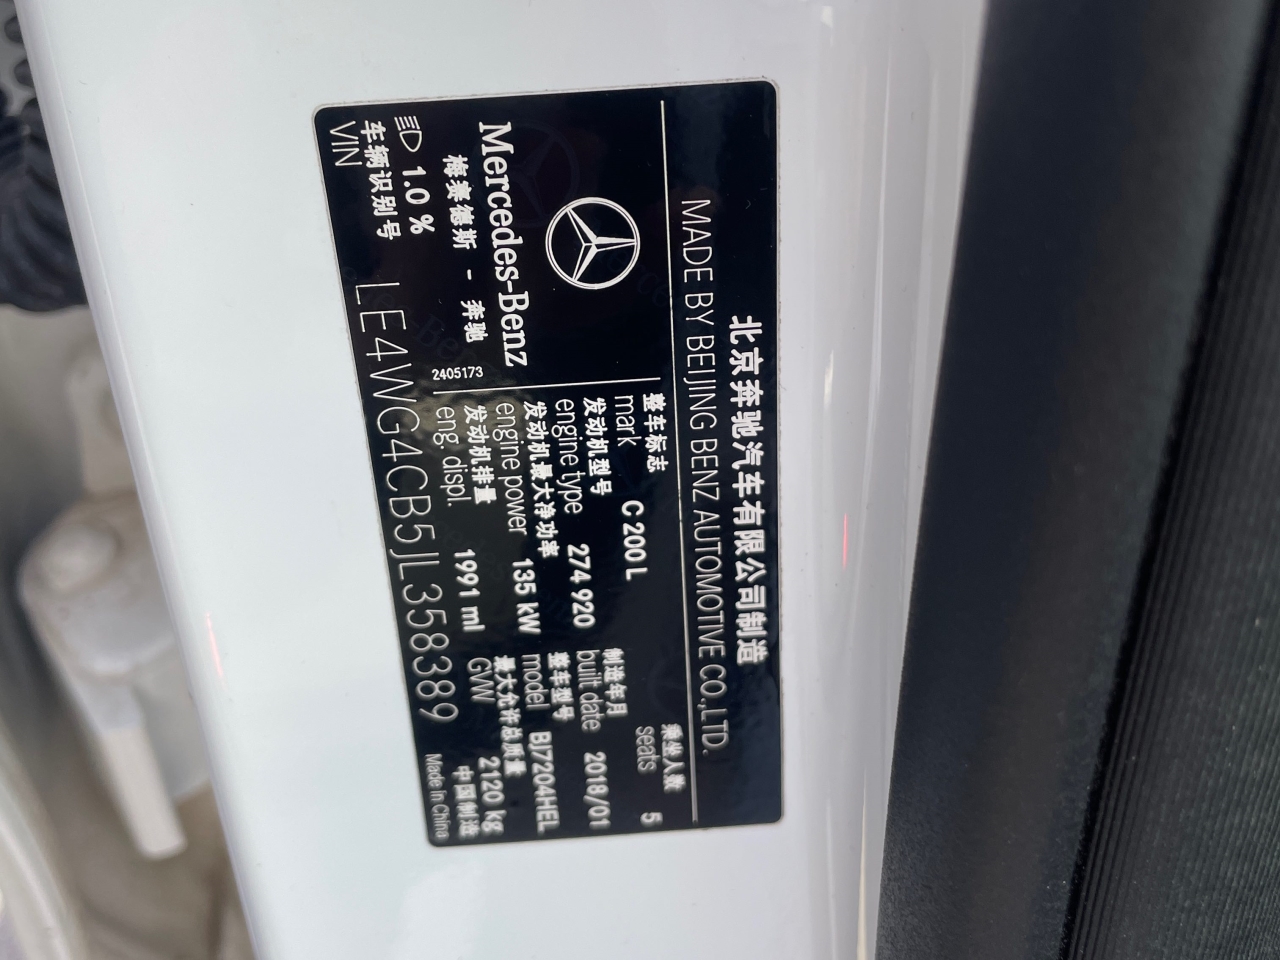 北京奔驰汽车有限公司制造
MADE BY BEIJING BENZ AUTOMOTIVE CO.,LTD.
Mercedes-Benz
梅赛德斯 - 奔驰
1.0 %
2405173
整车标志
mark C 200 L
乘坐人数
seats 5
发动机型号
engine type 274 920
制造年月
built date 2018/01
发动机最大净功率
engine power 135 kW
整车型号
model BJ7204HEL
发动机排量
eng. displ. 1991 ml
最大允许总质量
GVW 2120 kg
车辆识别号
VIN LE4WG4CB5JL358389
中国制造
Made In China